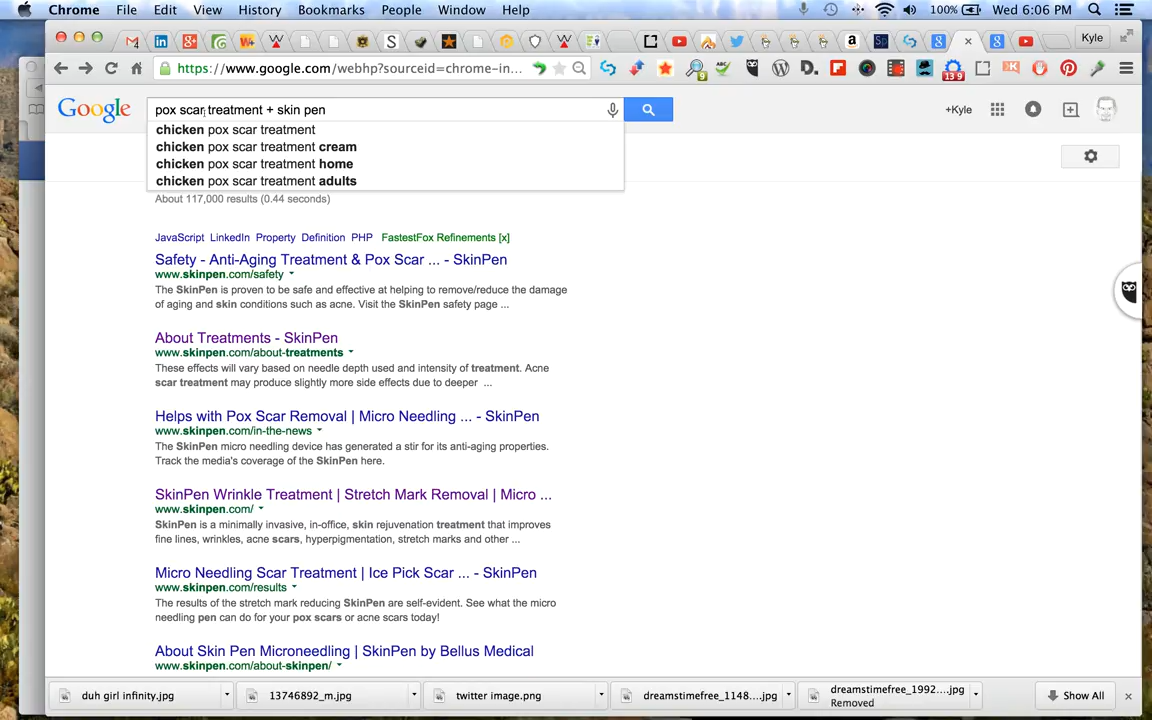 Chrome File Edit View History Bookmarks People Window Help 100% Wed 6:06 PM
Kyle
https://www.google.com/webhp?sourceid=chrome-in...
9
13 9
Google pox scar treatment + skin pen +Kyle
chicken pox scar treatment
chicken pox scar treatment cream
chicken pox scar treatment home
chicken pox scar treatment adults
About 117,000 results (0.44 seconds)
JavaScript LinkedIn Property Definition PHP FastestFox Refinements [x]
Safety - Anti-Aging Treatment & Pox Scar ... - SkinPen
www.skinpen.com/safety
The SkinPen is proven to be safe and effective at helping to remove/reduce the damage
of aging and skin conditions such as acne. Visit the SkinPen safety page ...
About Treatments - SkinPen
www.skinpen.com/about-treatments
These effects will vary based on needle depth used and intensity of treatment. Acne
scar treatment may produce slightly more side effects due to deeper ...
Helps with Pox Scar Removal | Micro Needling ... - SkinPen
www.skinpen.com/in-the-news
The SkinPen micro needling device has generated a stir for its anti-aging properties.
Track the media's coverage of the SkinPen here.
SkinPen Wrinkle Treatment | Stretch Mark Removal | Micro ...
www.skinpen.com/
SkinPen is a minimally invasive, in-office, skin rejuvenation treatment that improves
fine lines, wrinkles, acne scars, hyperpigmentation, stretch marks and other ...
Micro Needling Scar Treatment | Ice Pick Scar ... - SkinPen
www.skinpen.com/results
The results of the stretch mark reducing SkinPen are self-evident. See what the micro
needling pen can do for your pox scars or acne scars today!
About Skin Pen Microneedling | SkinPen by Bellus Medical
www.skinpen.com/about-skinpen/
duh girl infinity.jpg 13746892_m.jpg twitter image.png dreamstimefree_1148....jpg dreamstimefree_1992....jpg Show All
Removed